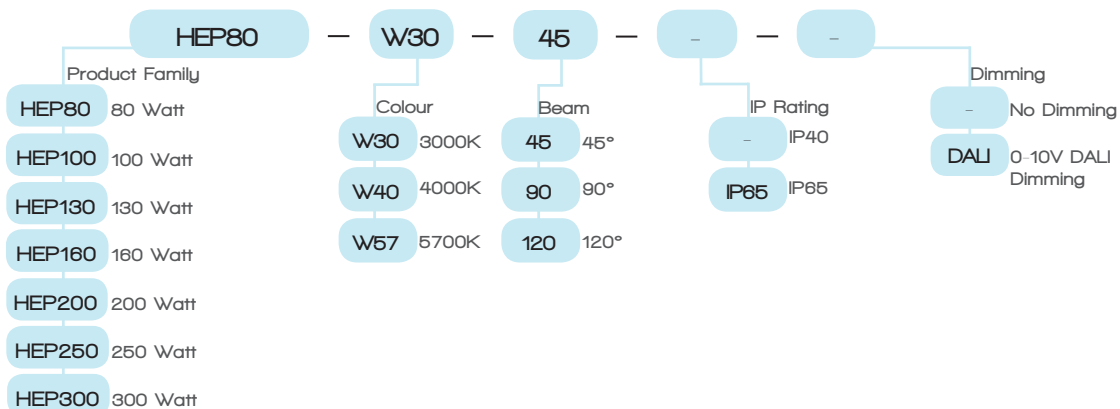 HEP80 — W30 — 45 — - — -
Product Family
HEP80 80 Watt
HEP100 100 Watt
HEP130 130 Watt
HEP160 160 Watt
HEP200 200 Watt
HEP250 250 Watt
HEP300 300 Watt
Colour
W30 3000K
W40 4000K
W57 5700K
Beam
45 45°
90 90°
120 120°
IP Rating
- IP40
IP65 IP65
Dimming
- No Dimming
DALI 0-10V DALI
Dimming